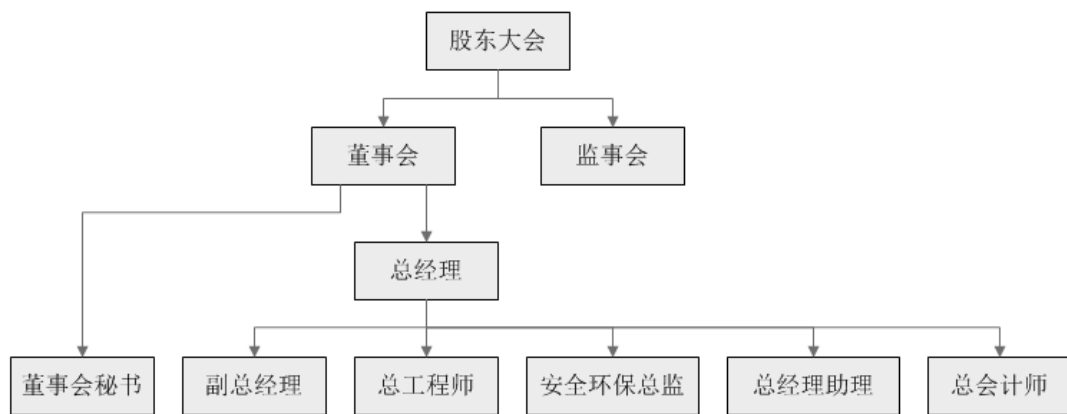 股东大会
董事会
监事会
总经理
董事会秘书
副总经理
总工程师
安全环保总监
总经理助理
总会计师